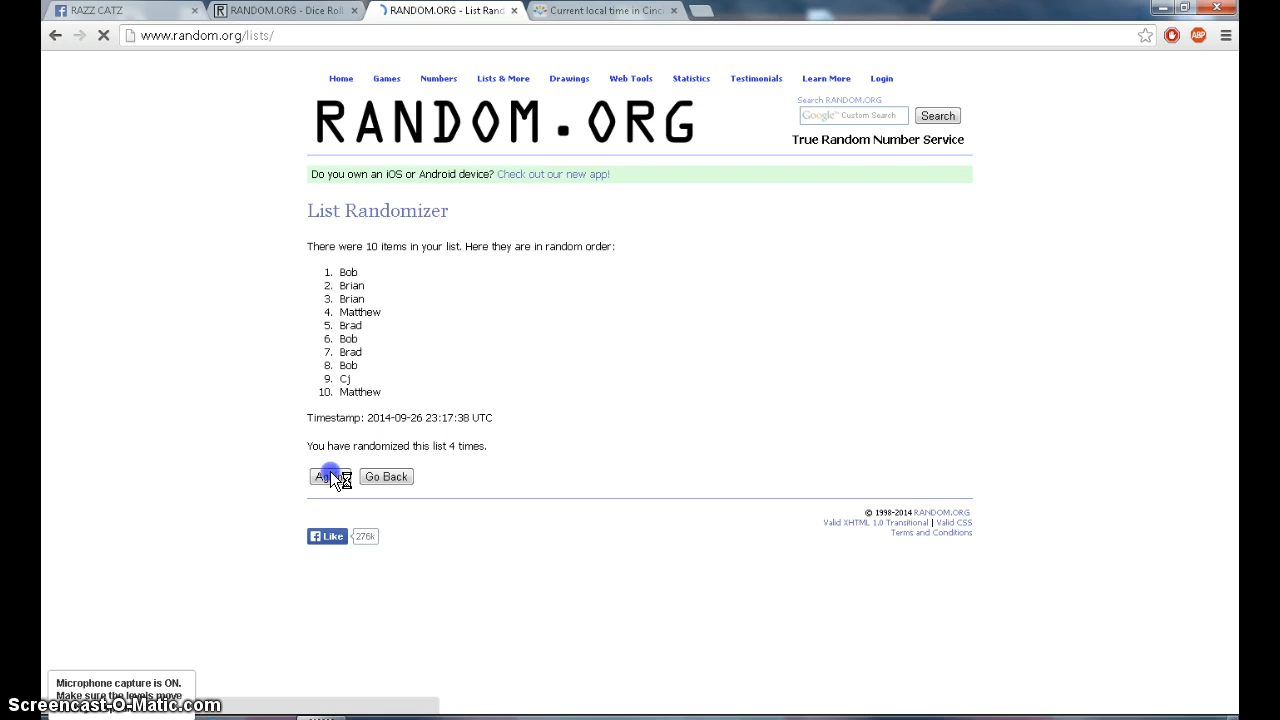 RAZZ CATZ
RANDOM.ORG - Dice Roll
RANDOM.ORG - List Rand
Current local time in Cinci
www.random.org/lists/
Home Games Numbers Lists & More Drawings Web Tools Statistics Testimonials Learn More Login
RANDOM.ORG
Search RANDOM.ORG
Google™ Custom Search Search
True Random Number Service
Do you own an iOS or Android device? Check out our new app!
List Randomizer
There were 10 items in your list. Here they are in random order:
1. Bob
2. Brian
3. Brian
4. Matthew
5. Brad
6. Bob
7. Brad
8. Bob
9. Cj
10. Matthew
Timestamp: 2014-09-26 23:17:38 UTC
You have randomized this list 4 times.
Go Back
© 1998-2014 RANDOM.ORG
Valid XHTML 1.0 Transitional | Valid CSS
Terms and Conditions
Like 276k
ABP
Microphone capture is ON.
Make sure the levels move
Screencast-O-Matic.com